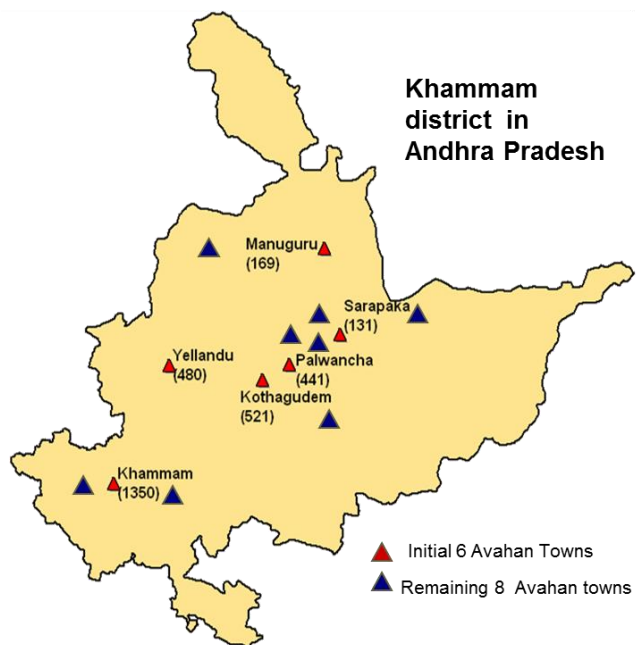 Khammam
district in
Andhra Pradesh
Manuguru
(169)
Sarapaka
(131)
Yellandu
(480)
Palwancha
(441)
Kothagudem
(521)
Khammam
(1350)
Initial 6 Avahan Towns
Remaining 8 Avahan towns